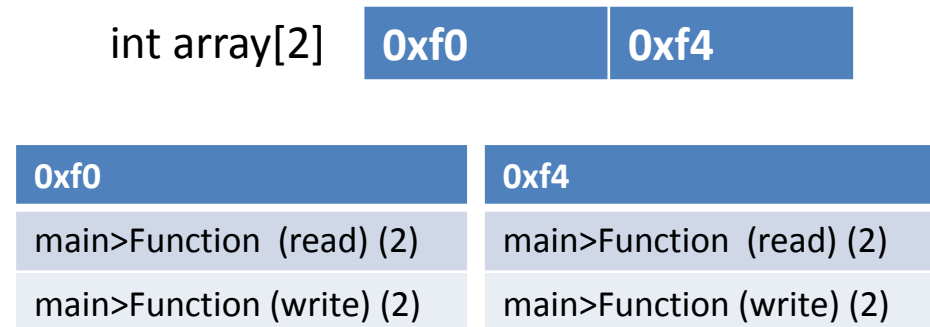 int array[2] 0xf0 0xf4
0xf0 0xf4
main>Function (read) (2) main>Function (read) (2)
main>Function (write) (2) main>Function (write) (2)